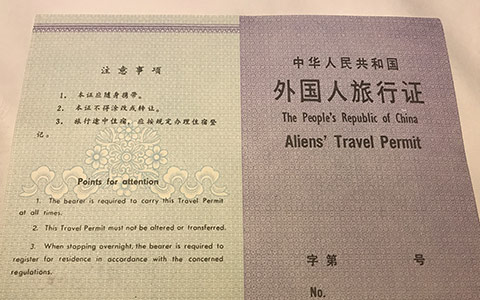 注意事项
1. 本证应随身携带。
2. 本证不得涂改或转让。
3. 旅行途中住宿，应按规定办理住宿登
记。
Points for attention
1. The bearer is required to carry this Travel Permit
at all times.
2. This Travel Permit must not be altered or transferred.
3. When stopping overnight, the bearer is required to
register for residence in accordance with the concerned
regulations.
中华人民共和国
外国人旅行证
The People's Republic of China
Aliens' Travel Permit
字第 号
No.